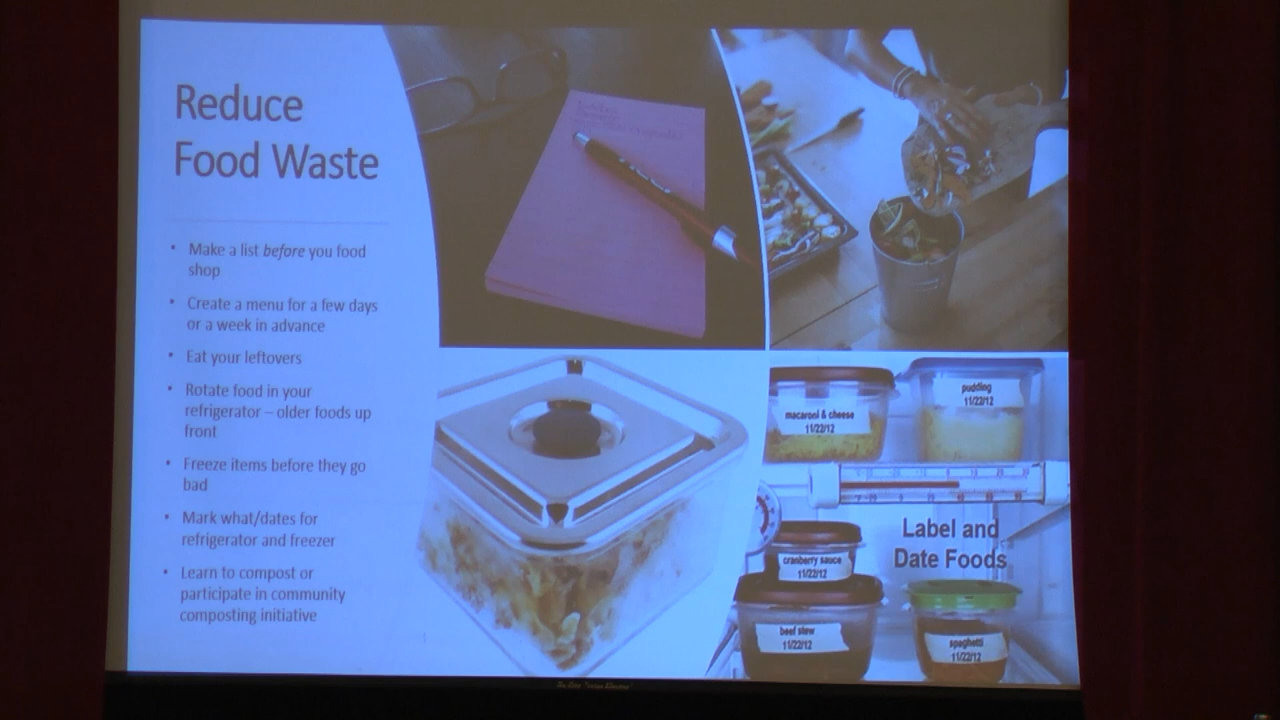 Reduce
Food Waste
• Make a list before you food
shop
• Create a menu for a few days
or a week in advance
• Eat your leftovers
• Rotate food in your
refrigerator – older foods up
front
• Freeze items before they go
bad
• Mark what/dates for
refrigerator and freezer
• Learn to compost or
participate in community
composting initiative
macaroni & cheese
11/22/12
pudding
11/22/12
Label and
Date Foods
cranberry sauce
11/22/12
beef stew
11/22/12
spaghetti
11/22/12